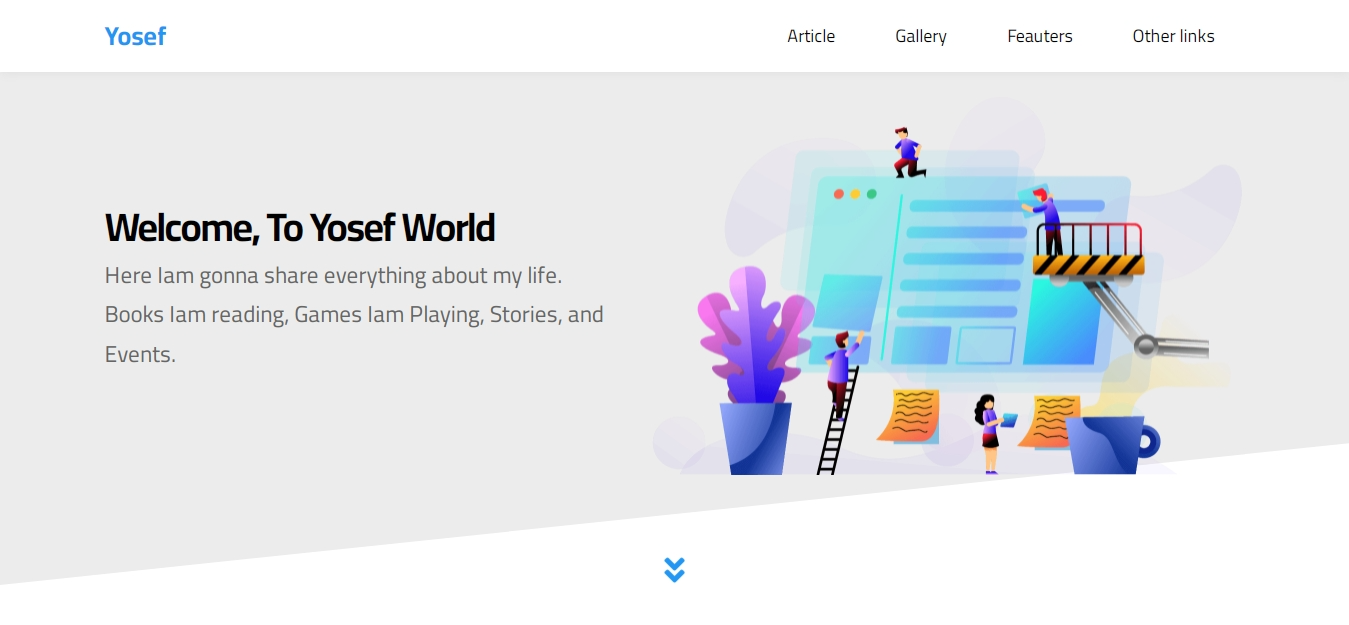 Yosef
Article Gallery Feauters Other links
Welcome, To Yosef World
Here Iam gonna share everything about my life.
Books Iam reading, Games Iam Playing, Stories, and
Events.